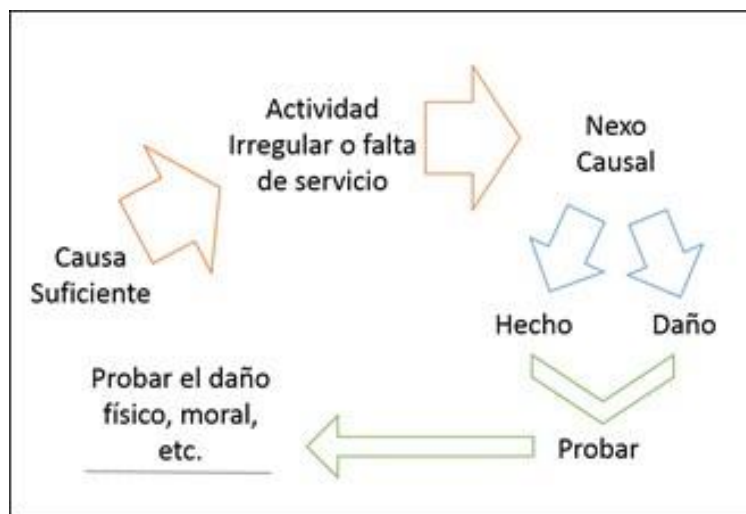 Causa
Suficiente
Actividad
Irregular o falta
de servicio
Nexo
Causal
Hecho
Daño
Probar
Probar el daño
físico, moral,
etc.